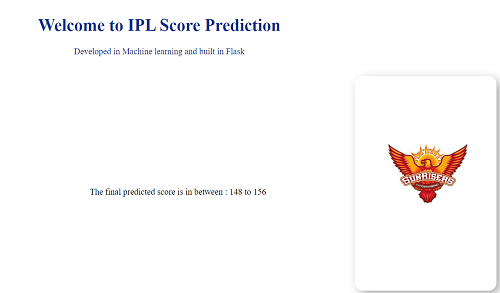 Welcome to IPL Score Prediction
Developed in Machine learning and built in Flask
The final predicted score is in between : 148 to 156
SUNRISERS